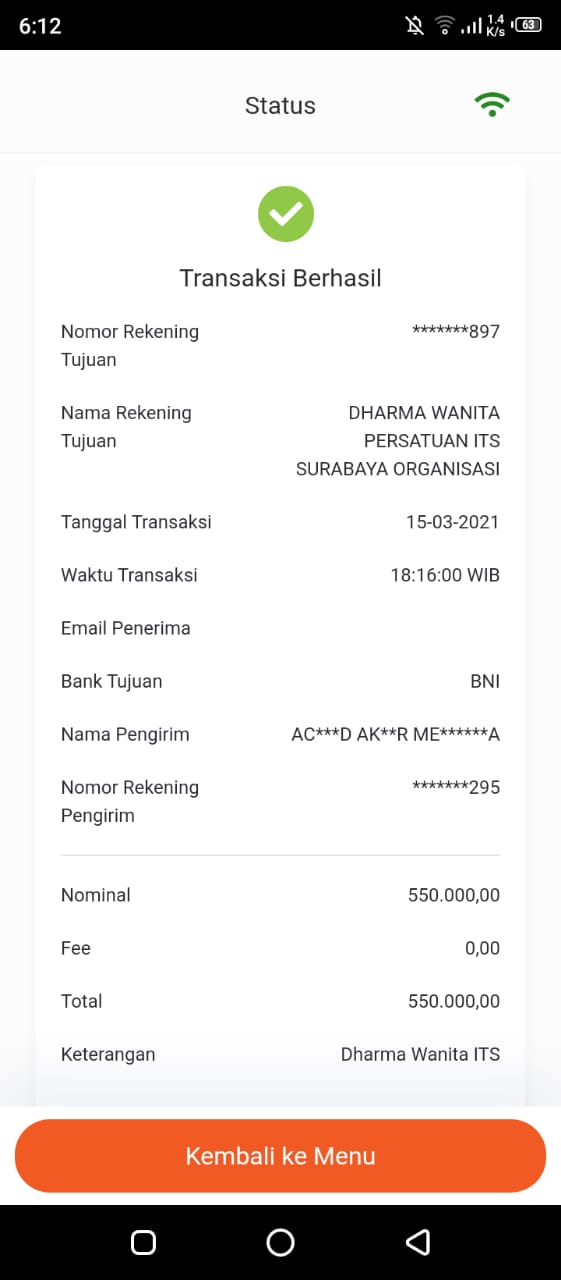 6:12
1.4
K/s
63
Status
Transaksi Berhasil
Nomor Rekening
Tujuan
*******897
Nama Rekening
Tujuan
DHARMA WANITA
PERSATUAN ITS
SURABAYA ORGANISASI
Tanggal Transaksi 15-03-2021
Waktu Transaksi 18:16:00 WIB
Email Penerima
Bank Tujuan BNI
Nama Pengirim AC***D AK**R ME******A
Nomor Rekening
Pengirim
*******295
Nominal 550.000,00
Fee 0,00
Total 550.000,00
Keterangan Dharma Wanita ITS
Kembali ke Menu